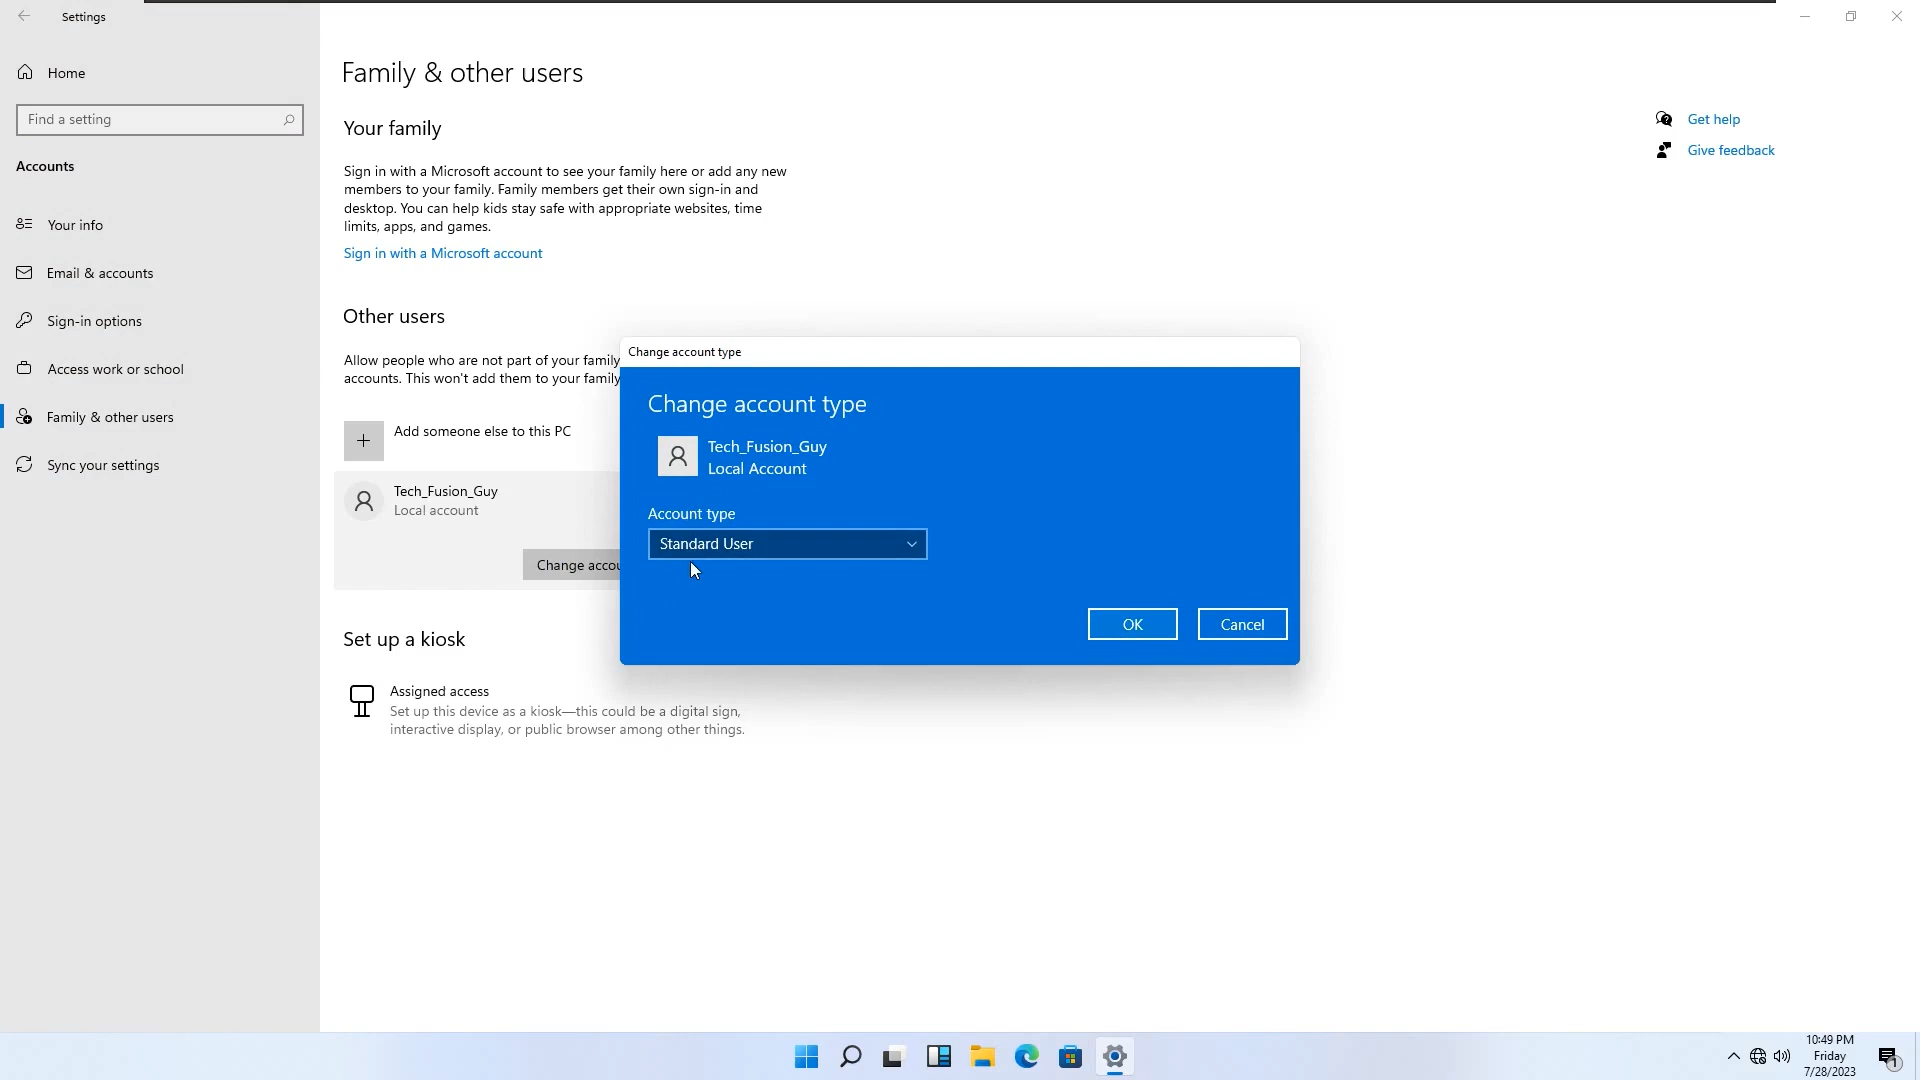 Settings
Home
Find a setting
Accounts
Your info
Email & accounts
Sign-in options
Access work or school
Family & other users
Sync your settings
Family & other users
Your family
Sign in with a Microsoft account to see your family here or add any new
members to your family. Family members get their own sign-in and
desktop. You can help kids stay safe with appropriate websites, time
limits, apps, and games.
Sign in with a Microsoft account
Other users
Allow people who are not part of your family
accounts. This won't add them to your family
Add someone else to this PC
Tech_Fusion_Guy
Local account
Change accou
Set up a kiosk
Assigned access
Set up this device as a kiosk—this could be a digital sign,
interactive display, or public browser among other things.
Get help
Give feedback
Change account type
Change account type
Tech_Fusion_Guy
Local Account
Account type
Standard User
OK
Cancel
10:49 PM
Friday
7/28/2023
1